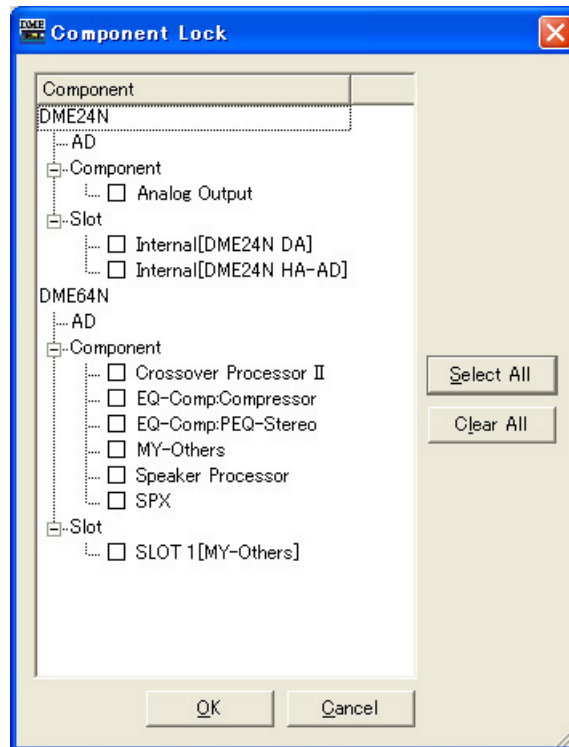 DME
Component Lock
Component
DME24N
AD
Component
Analog Output
Slot
Internal[DME24N DA]
Internal[DME24N HA-AD]
DME64N
AD
Component
Crossover Processor Ⅱ
EQ-Comp:Compressor
EQ-Comp:PEQ-Stereo
MY-Others
Speaker Processor
SPX
Slot
SLOT 1[MY-Others]
Select All
Clear All
OK
Cancel